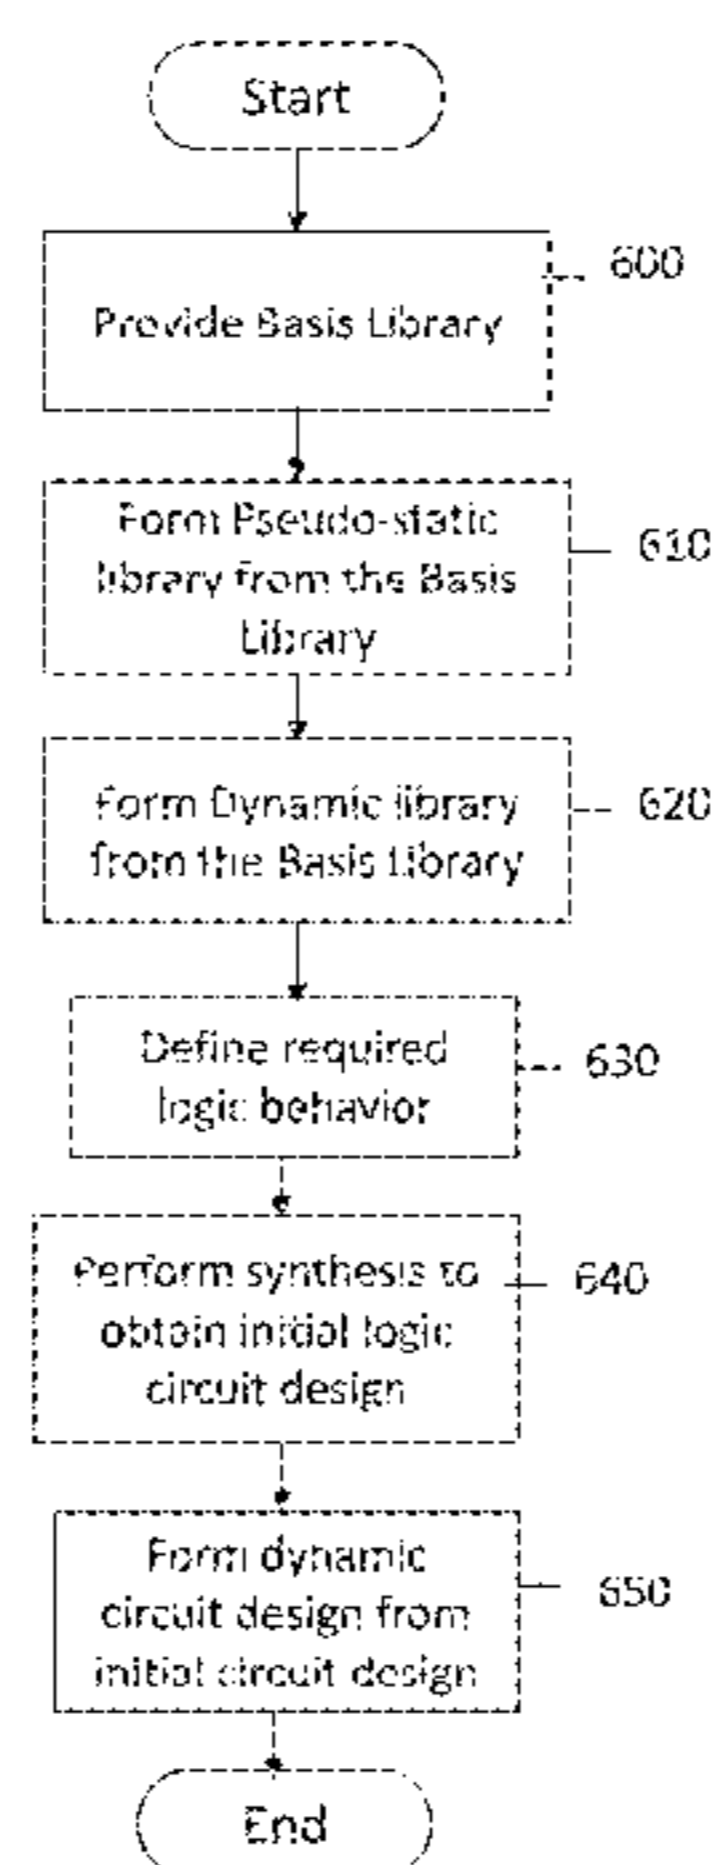 Start
Provide Basis Library
600
Form Pseudo-static
library from the Basis
Library
610
Form Dynamic library
from the Basis Library
620
Define required
logic behavior
630
Perform synthesis to
obtain initial logic
circuit design
640
Form dynamic
circuit design from
initial circuit design
650
End